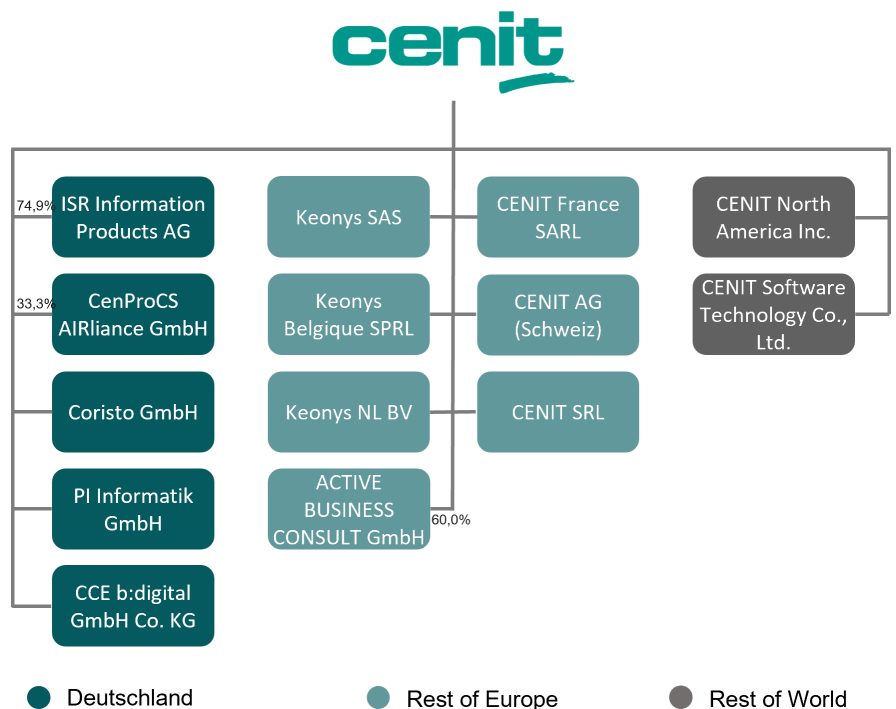 cenit
74,9%
ISR Information
Products AG
33,3%
CenProCS
AIRliance GmbH
Coristo GmbH
PI Informatik
GmbH
CCE b:digital
GmbH Co. KG
Keonys SAS
Keonys
Belgique SPRL
Keonys NL BV
ACTIVE
BUSINESS
CONSULT GmbH
60,0%
CENIT France
SARL
CENIT AG
(Schweiz)
CENIT SRL
CENIT North
America Inc.
CENIT Software
Technology Co.,
Ltd.
Deutschland
Rest of Europe
Rest of World